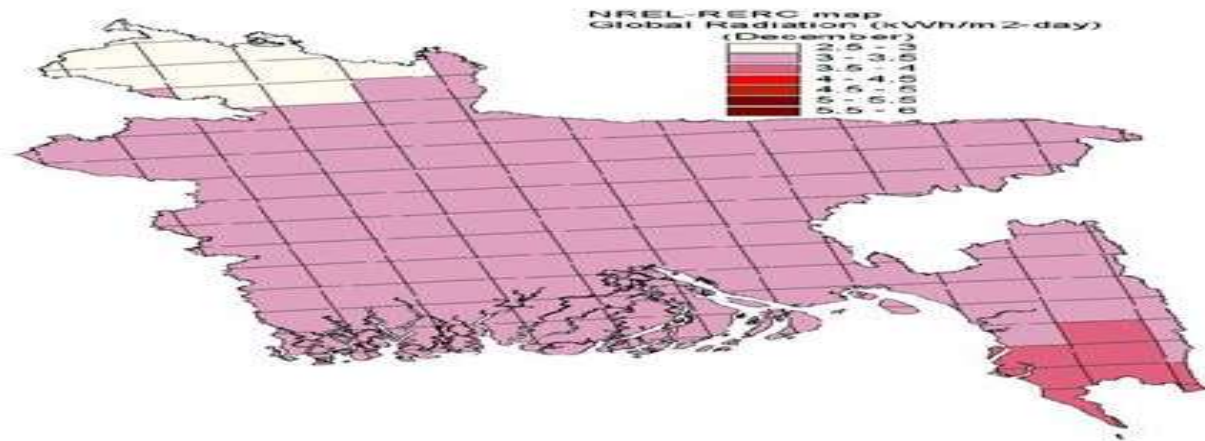 NREL-RERC map
Global Radiation (kWh/m2-day)
(December)
2.5 - 3
3 - 3.5
3.5 - 4
4 - 4.5
4.5 - 5
5 - 5.5
5.5 - 6